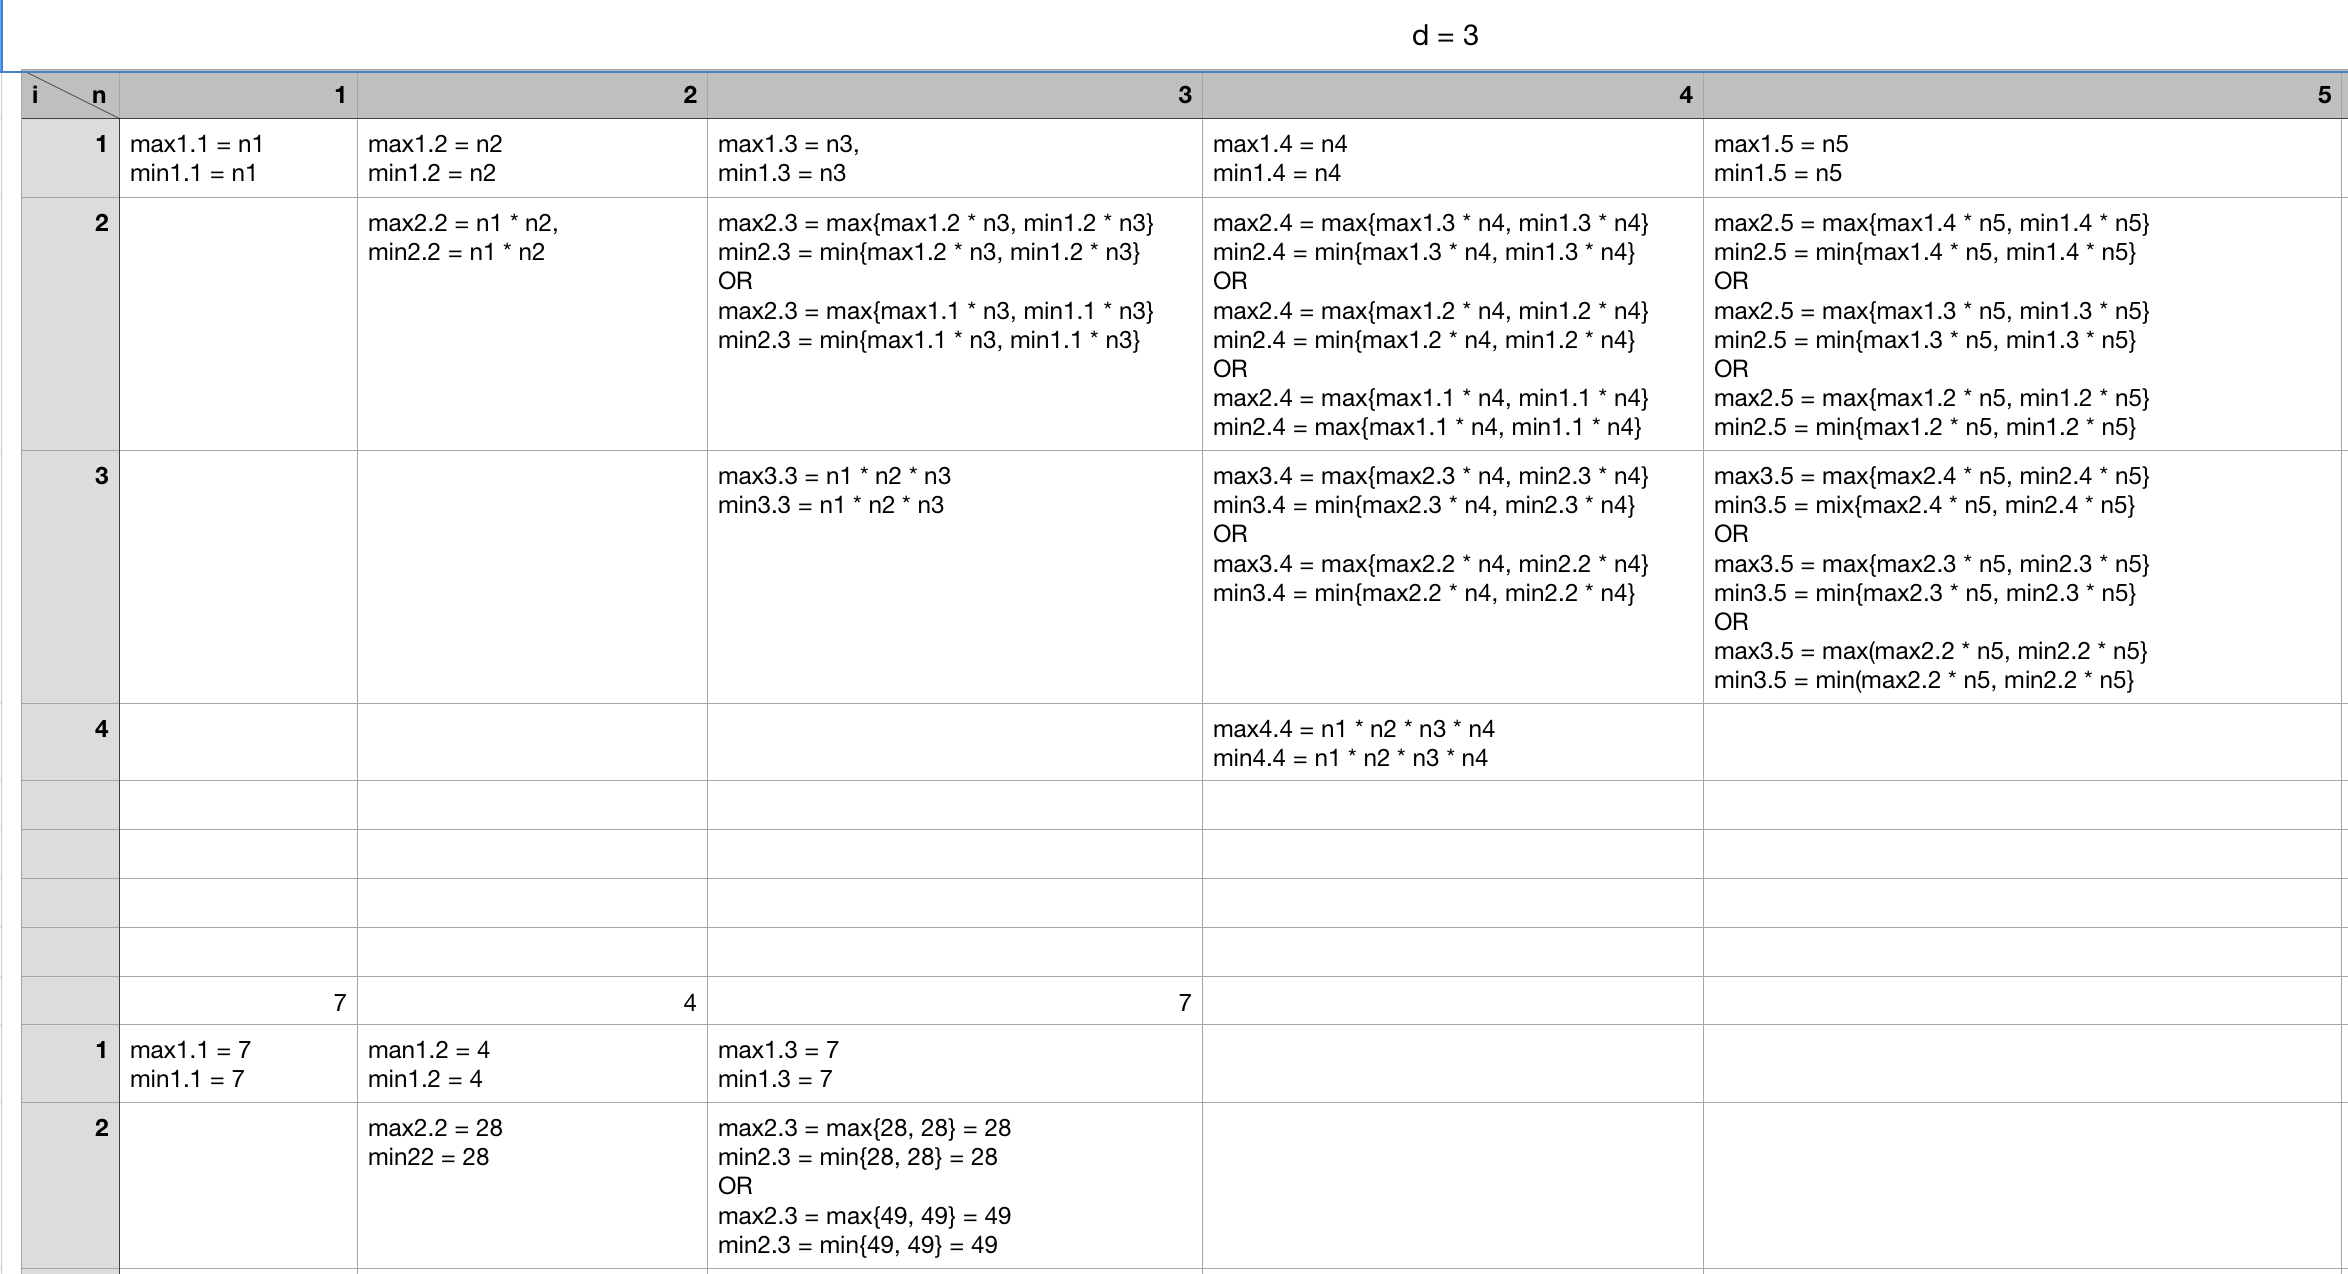 d = 3
i n 1 2 3 4 5
1
max1.1 = n1
min1.1 = n1
max1.2 = n2
min1.2 = n2
max1.3 = n3,
min1.3 = n3
max1.4 = n4
min1.4 = n4
max1.5 = n5
min1.5 = n5
2
max2.2 = n1 * n2,
min2.2 = n1 * n2
max2.3 = max{max1.2 * n3, min1.2 * n3}
min2.3 = min{max1.2 * n3, min1.2 * n3}
OR
max2.3 = max{max1.1 * n3, min1.1 * n3}
min2.3 = min{max1.1 * n3, min1.1 * n3}
max2.4 = max{max1.3 * n4, min1.3 * n4}
min2.4 = min{max1.3 * n4, min1.3 * n4}
OR
max2.4 = max{max1.2 * n4, min1.2 * n4}
min2.4 = min{max1.2 * n4, min1.2 * n4}
OR
max2.4 = max{max1.1 * n4, min1.1 * n4}
min2.4 = max{max1.1 * n4, min1.1 * n4}
max2.5 = max{max1.4 * n5, min1.4 * n5}
min2.5 = min{max1.4 * n5, min1.4 * n5}
OR
max2.5 = max{max1.3 * n5, min1.3 * n5}
min2.5 = min{max1.3 * n5, min1.3 * n5}
OR
max2.5 = max{max1.2 * n5, min1.2 * n5}
min2.5 = min{max1.2 * n5, min1.2 * n5}
3
max3.3 = n1 * n2 * n3
min3.3 = n1 * n2 * n3
max3.4 = max{max2.3 * n4, min2.3 * n4}
min3.4 = min{max2.3 * n4, min2.3 * n4}
OR
max3.4 = max{max2.2 * n4, min2.2 * n4}
min3.4 = min{max2.2 * n4, min2.2 * n4}
max3.5 = max{max2.4 * n5, min2.4 * n5}
min3.5 = mix{max2.4 * n5, min2.4 * n5}
OR
max3.5 = max{max2.3 * n5, min2.3 * n5}
min3.5 = min{max2.3 * n5, min2.3 * n5}
OR
max3.5 = max(max2.2 * n5, min2.2 * n5}
min3.5 = min(max2.2 * n5, min2.2 * n5}
4
max4.4 = n1 * n2 * n3 * n4
min4.4 = n1 * n2 * n3 * n4
7 4 7
1
max1.1 = 7
min1.1 = 7
man1.2 = 4
min1.2 = 4
max1.3 = 7
min1.3 = 7
2
max2.2 = 28
min22 = 28
max2.3 = max{28, 28} = 28
min2.3 = min{28, 28} = 28
OR
max2.3 = max{49, 49} = 49
min2.3 = min{49, 49} = 49